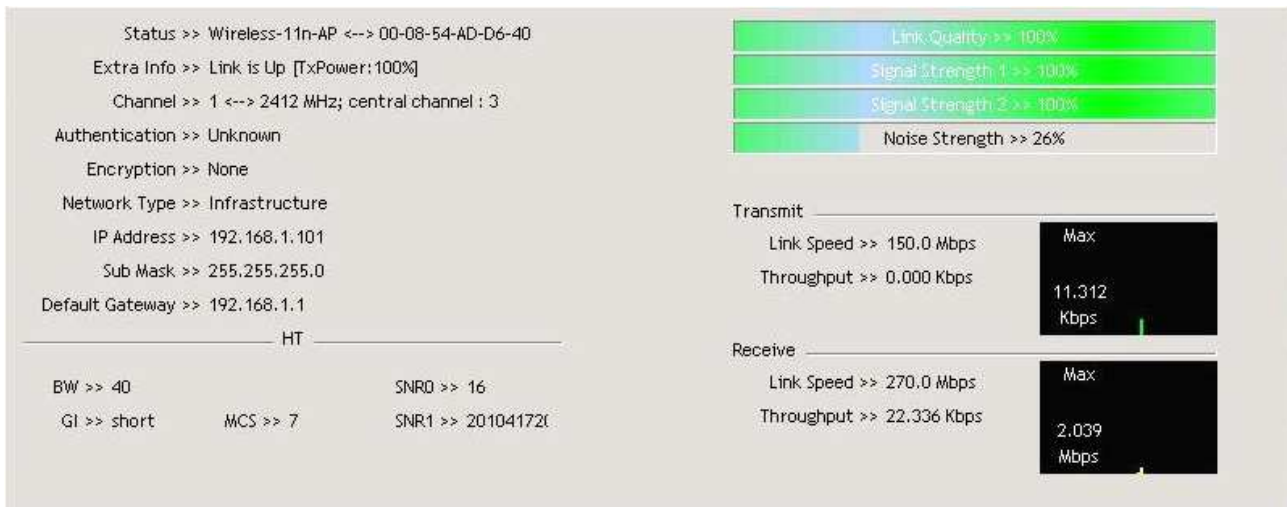 Status >> Wireless-11n-AP <--> 00-08-54-AD-D6-40
Extra Info >> Link is Up [TxPower:100%]
Channel >> 1 <--> 2412 MHz; central channel : 3
Authentication >> Unknown
Encryption >> None
Network Type >> Infrastructure
IP Address >> 192.168.1.101
Sub Mask >> 255.255.255.0
Default Gateway >> 192.168.1.1
HT
BW >> 40
SNR0 >> 16
GI >> short
MCS >> 7
SNR1 >> 20104172(
Link Quality >> 100%
Signal Strength 1 >> 100%
Signal Strength 2 >> 100%
Noise Strength >> 26%
Transmit
Link Speed >> 150.0 Mbps
Throughput >> 0.000 Kbps
Max
11.312
Kbps
Receive
Link Speed >> 270.0 Mbps
Throughput >> 22.336 Kbps
Max
2.039
Mbps